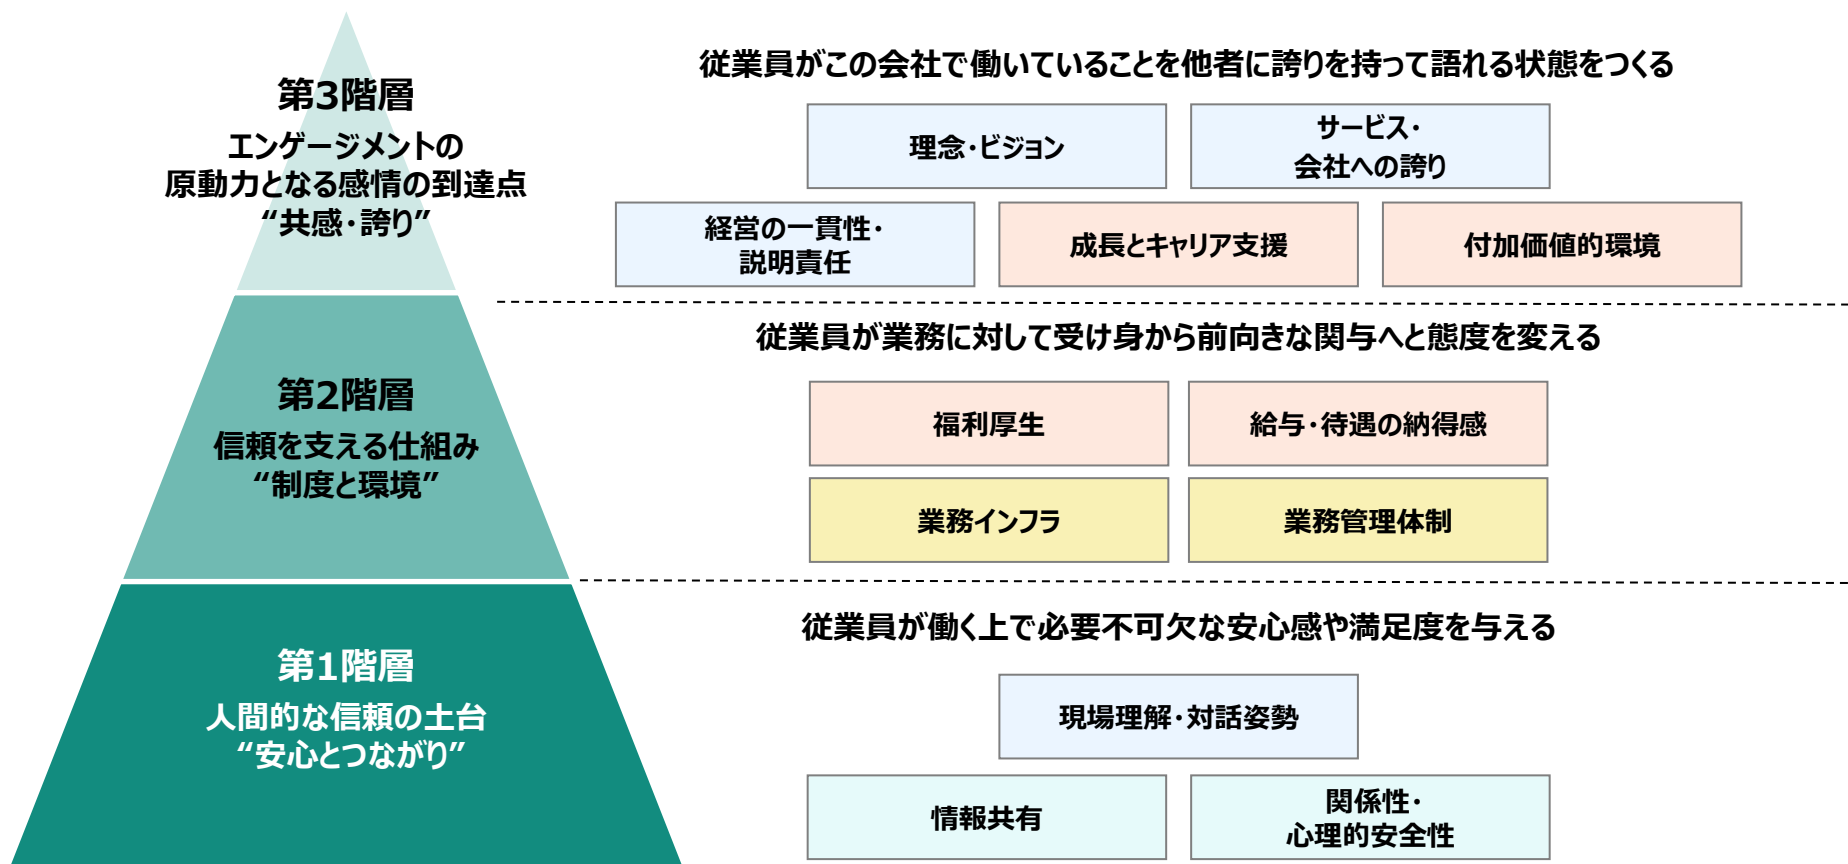 第3階層
エンゲージメントの
原動力となる感情の到達点
“共感・誇り”
従業員がこの会社で働いていることを他者に誇りを持って語れる状態をつくる
理念・ビジョン
サービス・
会社への誇り
経営の一貫性・
説明責任
成長とキャリア支援
付加価値的環境
第2階層
信頼を支える仕組み
“制度と環境”
従業員が業務に対して受け身から前向きな関与へと態度を変える
福利厚生
給与・待遇の納得感
業務インフラ
業務管理体制
第1階層
人間的な信頼の土台
“安心とつながり”
従業員が働く上で必要不可欠な安心感や満足度を与える
現場理解・対話姿勢
情報共有
関係性・
心理的安全性